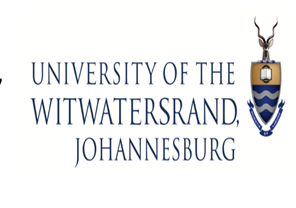 UNIVERSITY OF THE
WITWATERSRAND,
JOHANNESBURG